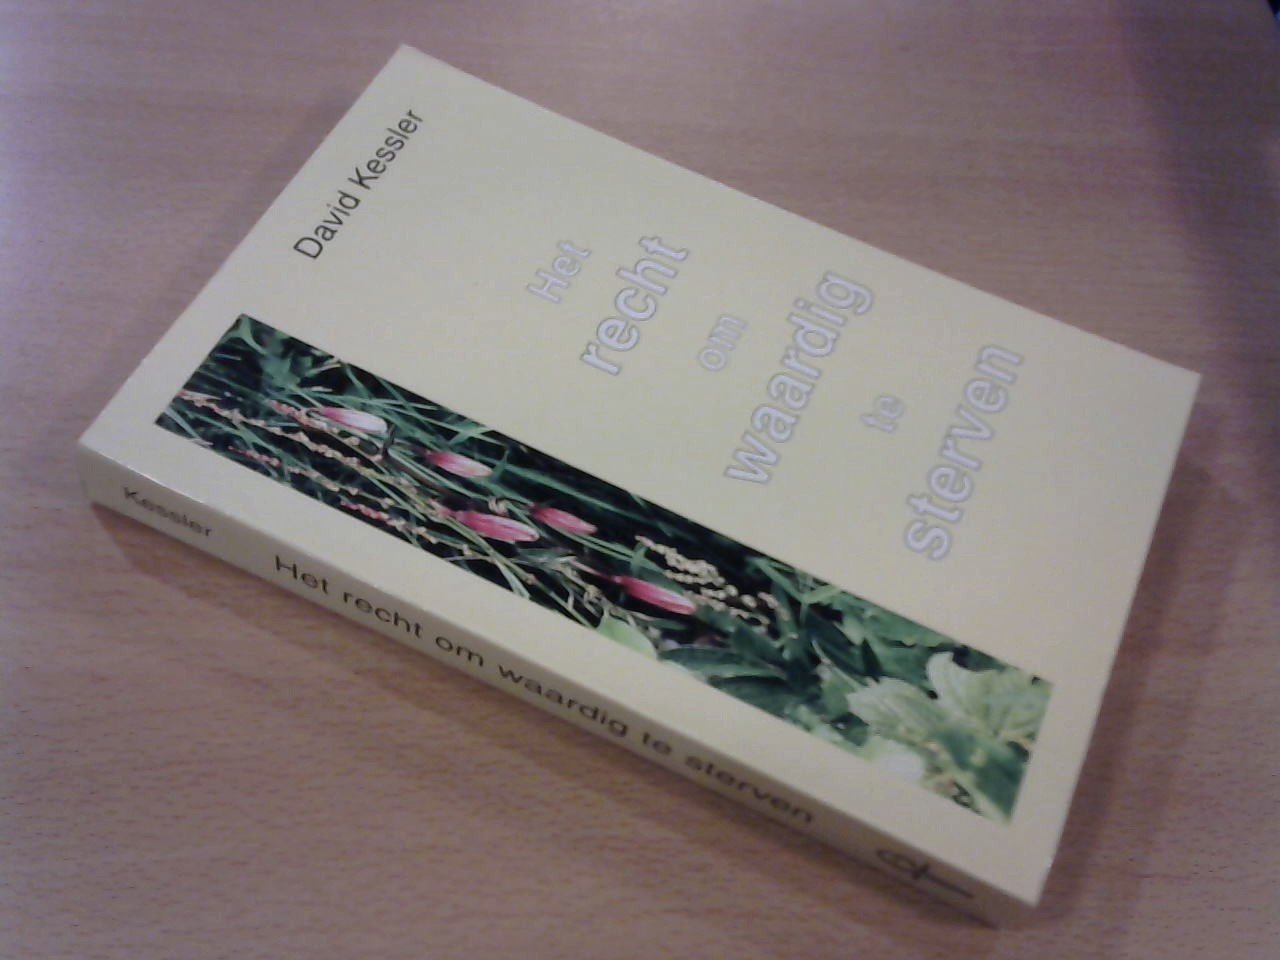 David Kessler
Het
recht
om
waardig
te
sterven
Kessler
Het recht om waardig te sterven